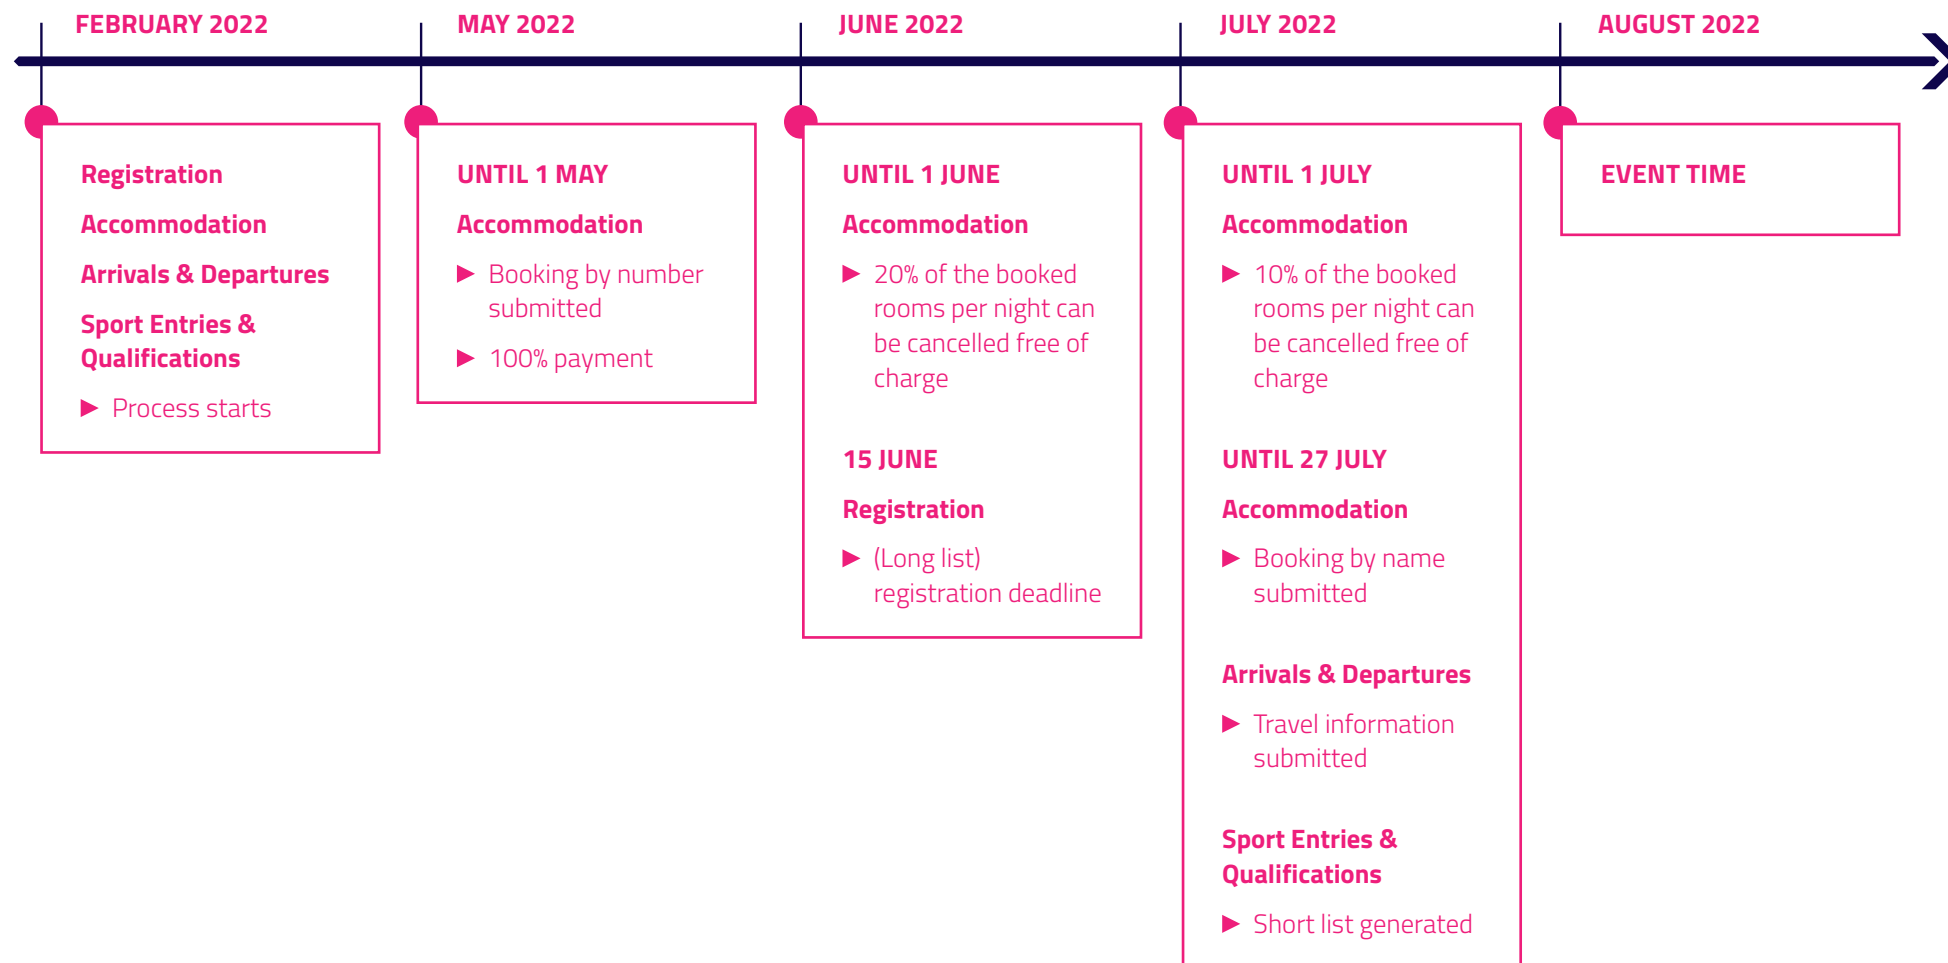 FEBRUARY 2022
MAY 2022
JUNE 2022
JULY 2022
AUGUST 2022
Registration
Accommodation
Arrivals & Departures
Sport Entries &
Qualifications
► Process starts
UNTIL 1 MAY
Accommodation
► Booking by number
submitted
► 100% payment
UNTIL 1 JUNE
Accommodation
► 20% of the booked
rooms per night can
be cancelled free of
charge
15 JUNE
Registration
► (Long list)
registration deadline
UNTIL 1 JULY
Accommodation
► 10% of the booked
rooms per night can
be cancelled free of
charge
UNTIL 27 JULY
Accommodation
► Booking by name
submitted
Arrivals & Departures
► Travel information
submitted
Sport Entries &
Qualifications
► Short list generated
EVENT TIME